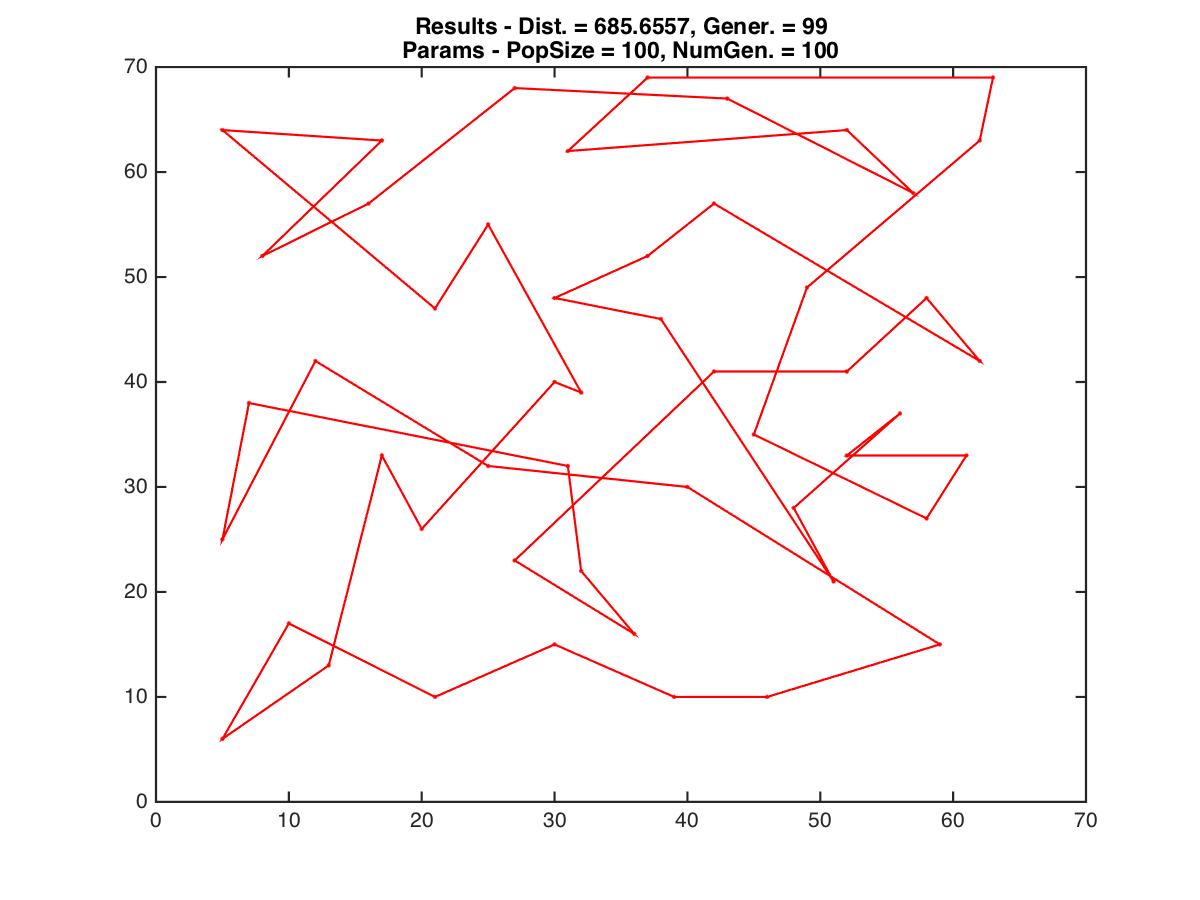 Results - Dist. = 685.6557, Gener. = 99
Params - PopSize = 100, NumGen. = 100
70
60
50
40
30
20
10
0
0 10 20 30 40 50 60 70